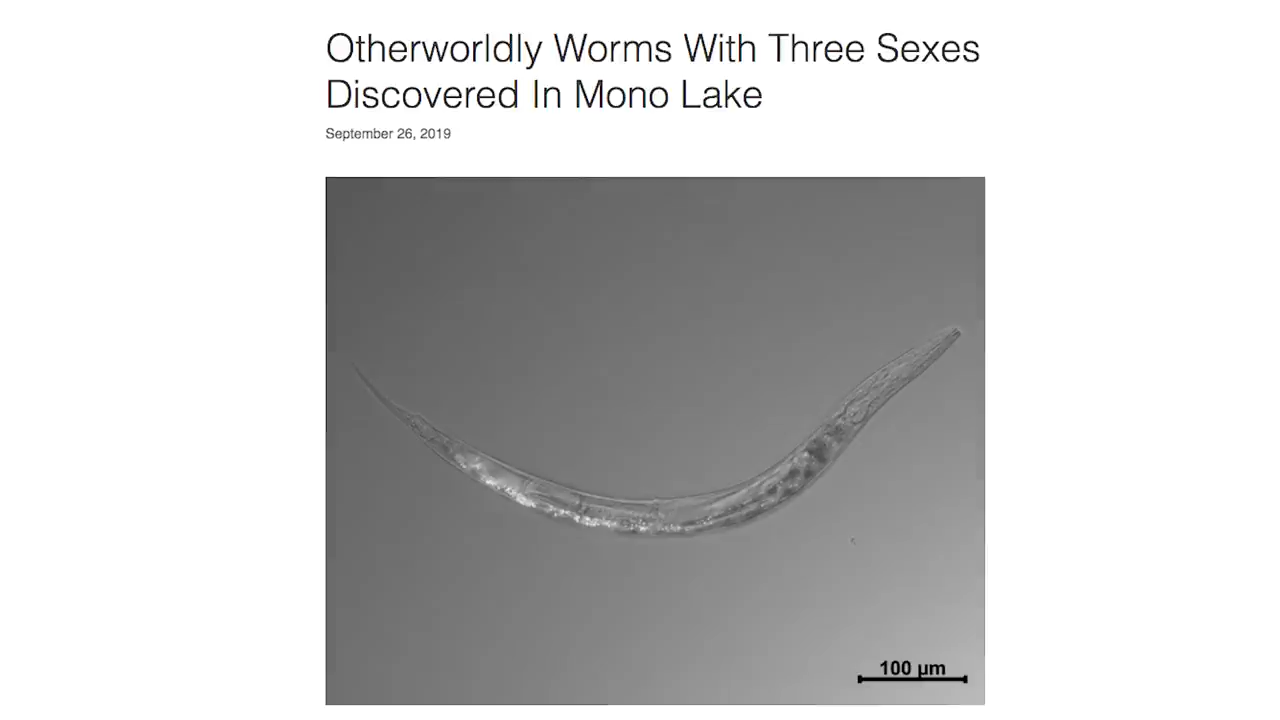 Otherworldly Worms With Three Sexes
Discovered In Mono Lake
September 26, 2019
100 µm